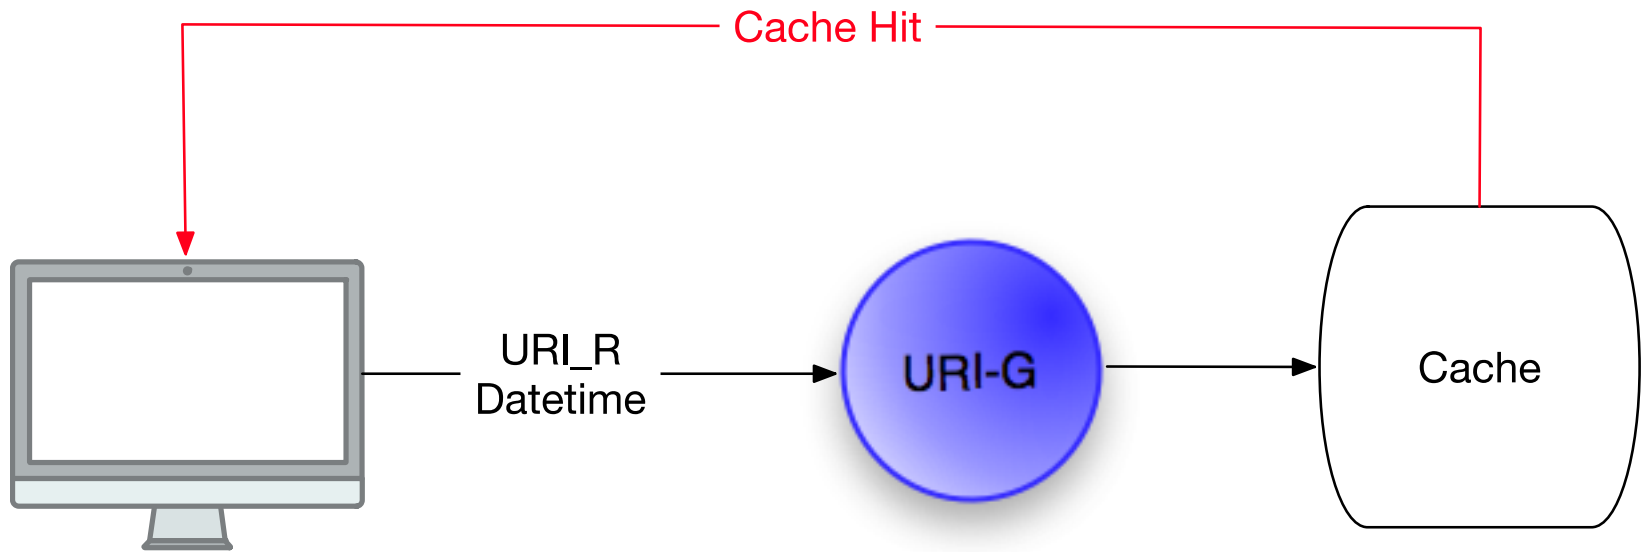 Cache Hit
URI_R
Datetime
URI-G
Cache